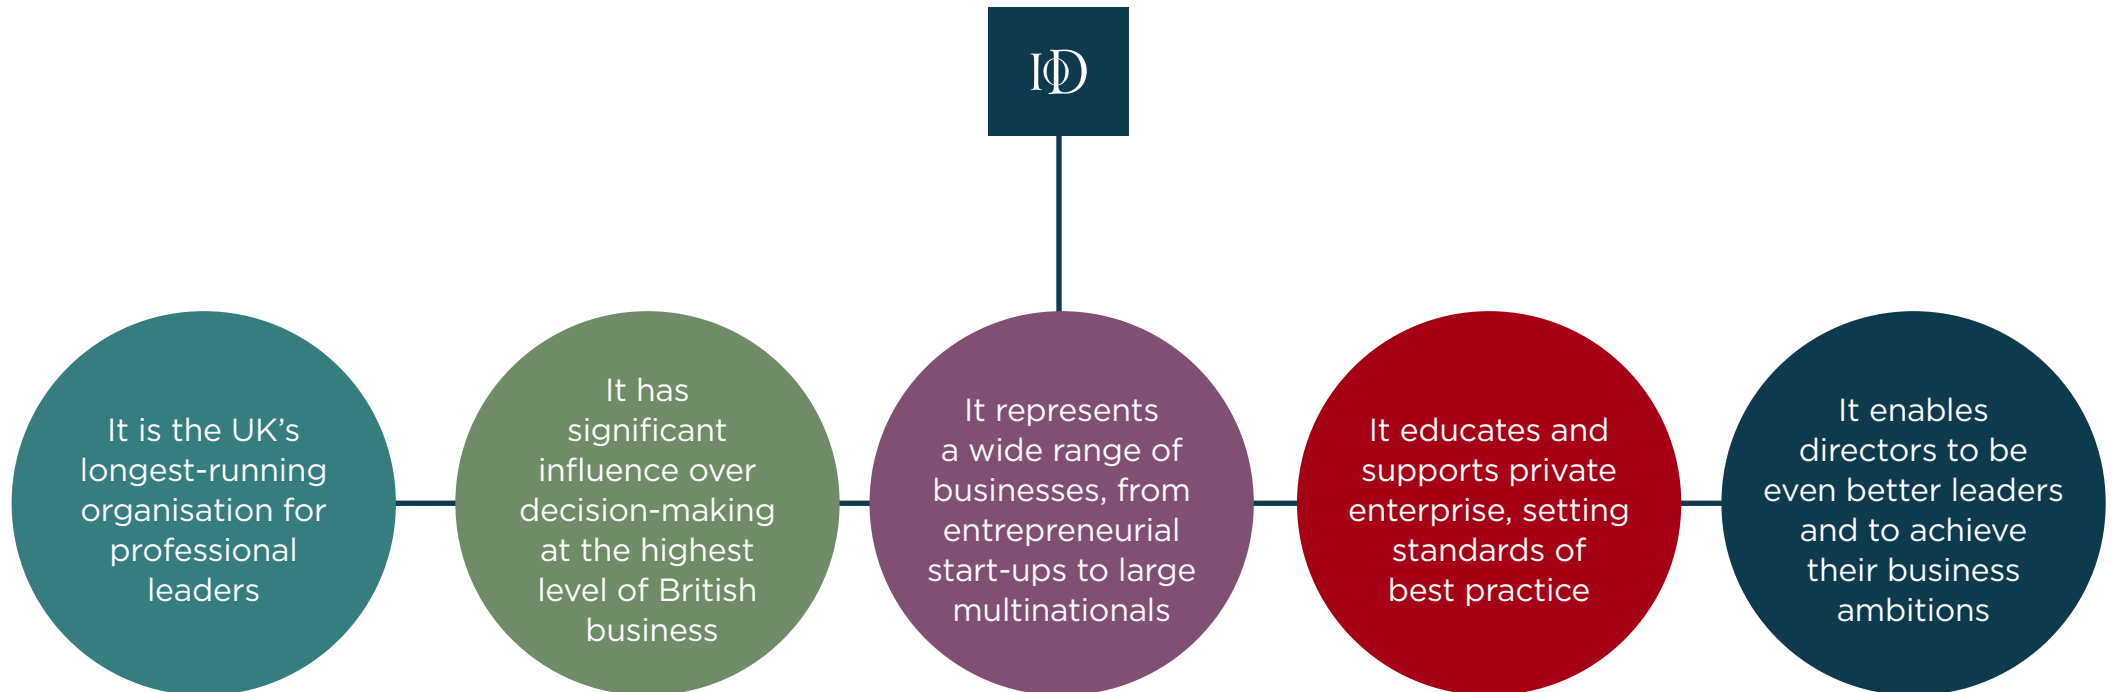 IoD
It is the UK’s
longest-running
organisation for
professional
leaders
It has
significant
influence over
decision-making
at the highest
level of British
business
It represents
a wide range of
businesses, from
entrepreneurial
start-ups to large
multinationals
It educates and
supports private
enterprise, setting
standards of
best practice
It enables
directors to be
even better leaders
and to achieve
their business
ambitions